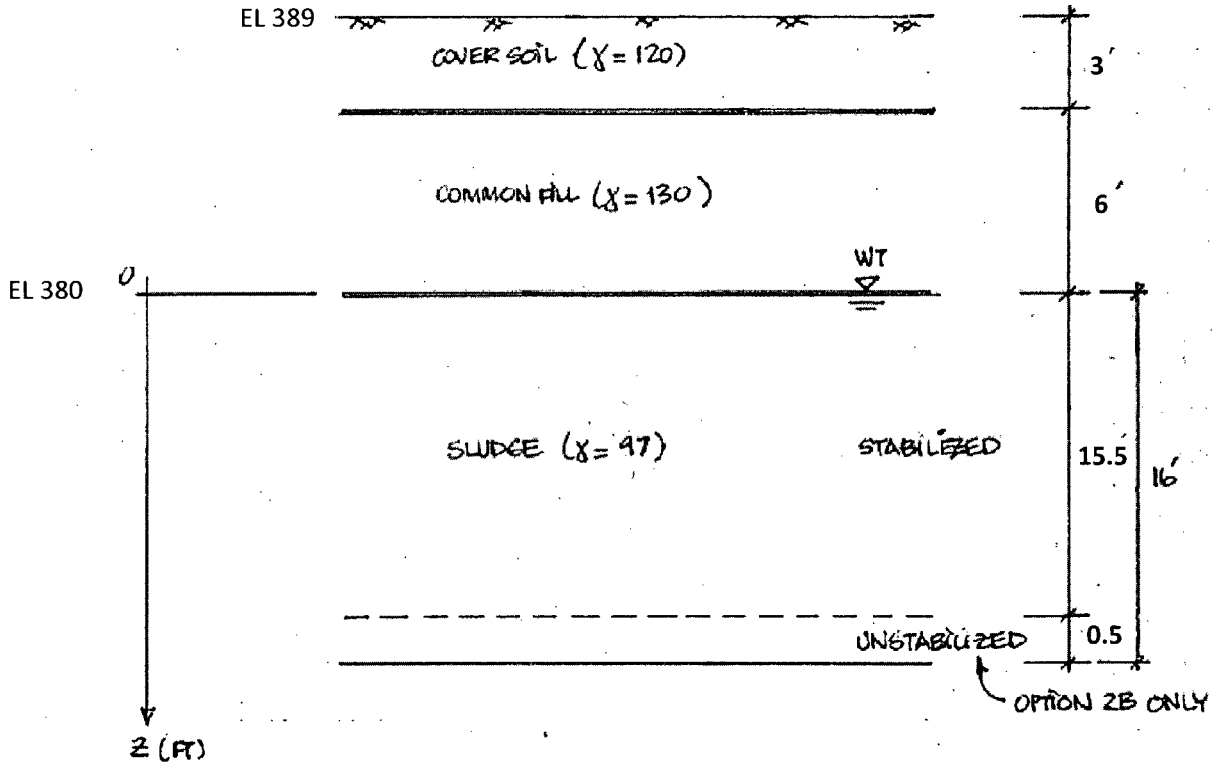 EL 389
COVER SOIL (γ = 120)
3'
COMMON FILL (γ = 130)
6'
WT
0
EL 380
SLUDGE (γ = 97)
STABILIZED
15.5'
16'
UNSTABILIZED
0.5
OPTION 2B ONLY
Z (FT)